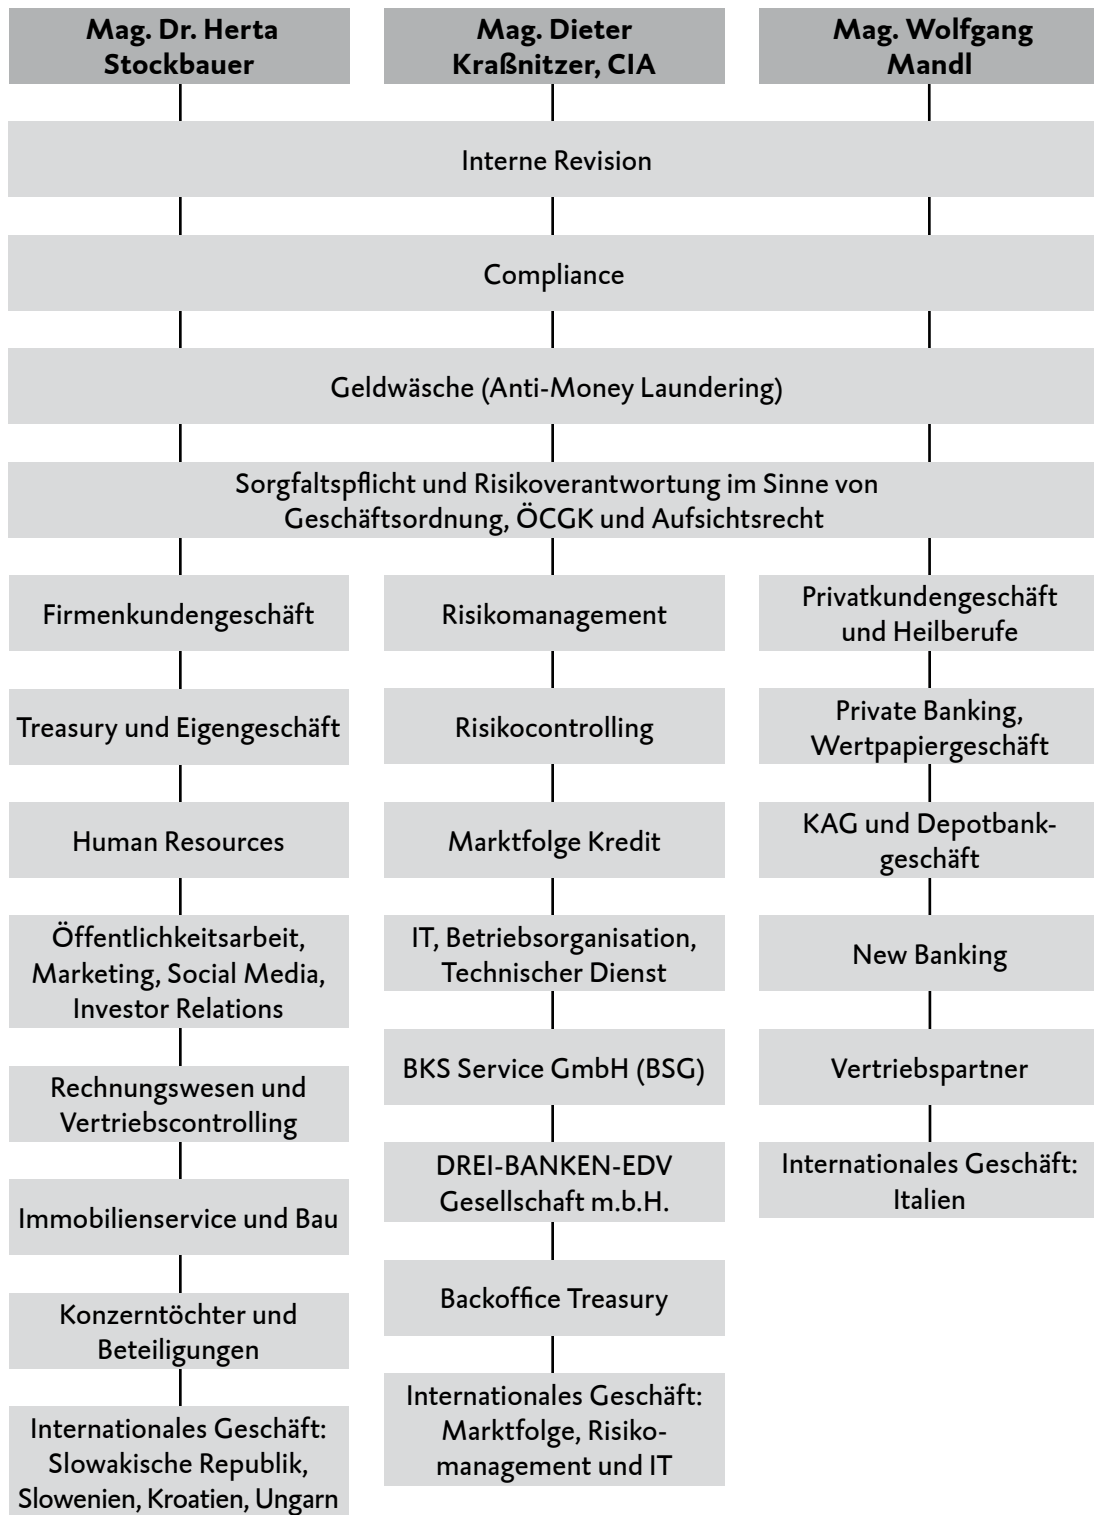 Mag. Dr. Herta
Stockbauer
Mag. Dieter
Kraßnitzer, CIA
Mag. Wolfgang
Mandl
Interne Revision
Compliance
Geldwäsche (Anti-Money Laundering)
Sorgfaltspflicht und Risikoverantwortung im Sinne von
Geschäftsordnung, ÖCGK und Aufsichtsrecht
Firmenkundengeschäft
Treasury und Eigengeschäft
Human Resources
Öffentlichkeitsarbeit,
Marketing, Social Media,
Investor Relations
Rechnungswesen und
Vertriebscontrolling
Immobilienservice und Bau
Konzerntöchter und
Beteiligungen
Internationales Geschäft:
Slowakische Republik,
Slowenien, Kroatien, Ungarn
Risikomanagement
Risikocontrolling
Marktfolge Kredit
IT, Betriebsorganisation,
Technischer Dienst
BKS Service GmbH (BSG)
DREI-BANKEN-EDV
Gesellschaft m.b.H.
Backoffice Treasury
Internationales Geschäft:
Marktfolge, Risiko-
management und IT
Privatkundengeschäft
und Heilberufe
Private Banking,
Wertpapiergeschäft
KAG und Depotbank-
geschäft
New Banking
Vertriebspartner
Internationales Geschäft:
Italien